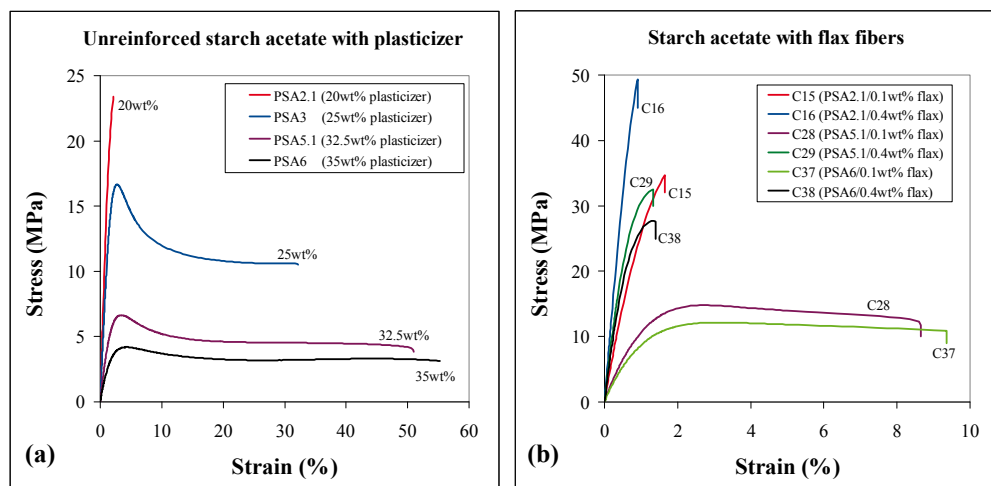 Unreinforced starch acetate with plasticizer
25
20
15
10
5
0
Stress (MPa)
PSA2.1 (20wt% plasticizer)
PSA3 (25wt% plasticizer)
PSA5.1 (32.5wt% plasticizer)
PSA6 (35wt% plasticizer)
20wt%
25wt%
32.5wt%
35wt%
0 10 20 30 40 50 60
(a)
Strain (%)
Starch acetate with flax fibers
50
40
30
20
10
0
Stress (MPa)
C15 (PSA2.1/0.1wt% flax)
C16 (PSA2.1/0.4wt% flax)
C28 (PSA5.1/0.1wt% flax)
C29 (PSA5.1/0.4wt% flax)
C37 (PSA6/0.1wt% flax)
C38 (PSA6/0.4wt% flax)
C16
C29
C15
C38
C28
C37
0 2 4 6 8 10
(b)
Strain (%)